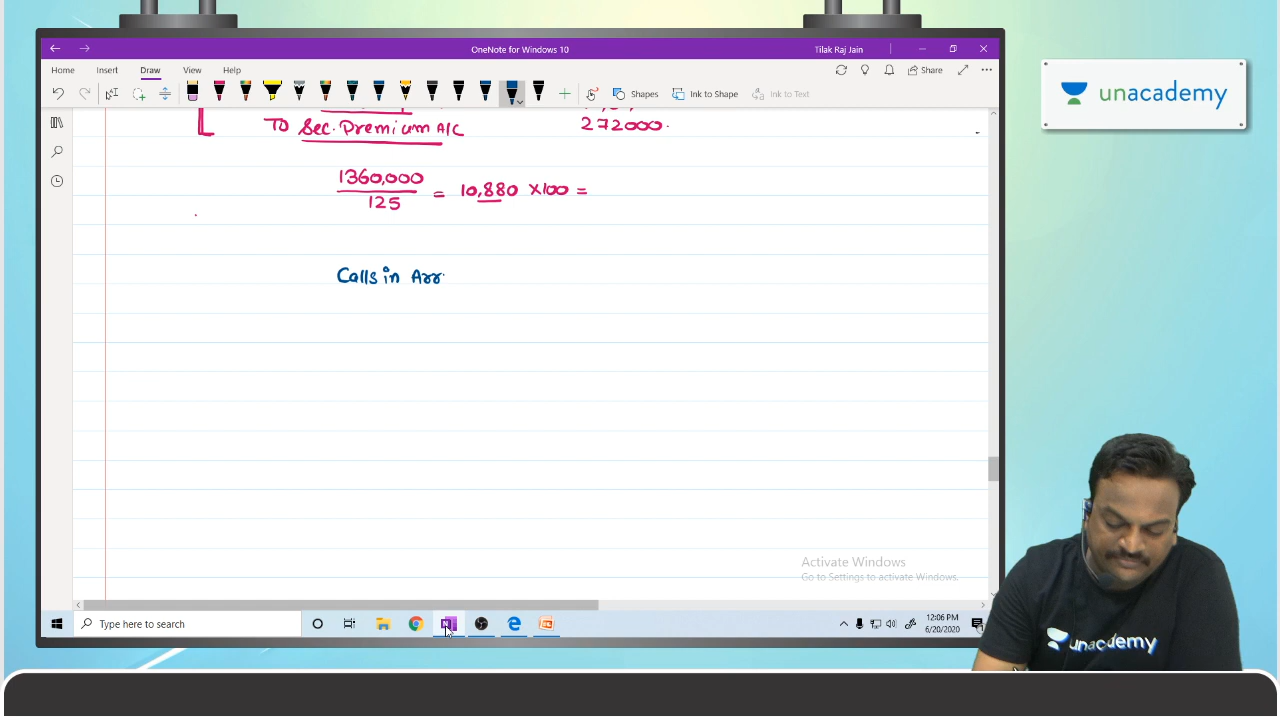 OneNote for Windows 10
Tilak Raj Jain
Home Insert Draw View Help
Share
Shapes
Ink to Shape
Ink to Text
unacademy
To Sec. Premium A/C 272000.
1360,000
125
= 10,880 x100 =
Calls in Arr
Activate Windows
Go to Settings to activate Windows.
Type here to search
12:06 PM
6/20/2020
unacademy